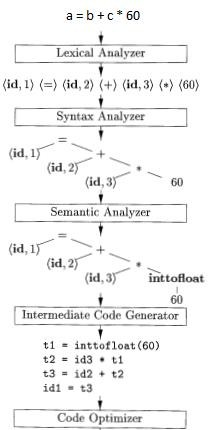 a = b + c * 60
Lexical Analyzer
⟨id, 1⟩ ⟨=⟩ ⟨id, 2⟩ ⟨+⟩ ⟨id, 3⟩ ⟨*⟩ ⟨60⟩
Syntax Analyzer
=
⟨id, 1⟩ +
⟨id, 2⟩ *
⟨id, 3⟩ 60
Semantic Analyzer
=
⟨id, 1⟩ +
⟨id, 2⟩ *
⟨id, 3⟩ inttofloat
60
Intermediate Code Generator
t1 = inttofloat(60)
t2 = id3 * t1
t3 = id2 + t2
id1 = t3
Code Optimizer